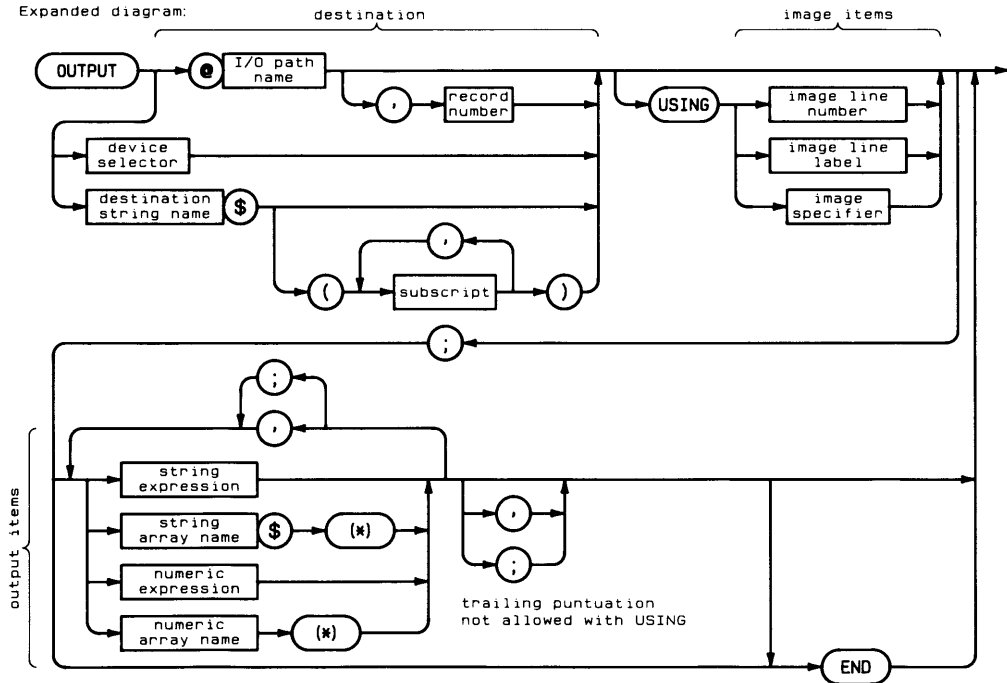 Expanded diagram:
destination
image items
OUTPUT
@
I/O path
name
,
record
number
USING
image line
number
device
selector
image line
label
destination
string name
$
image
specifier
(
,
subscript
)
;
;
,
output items
string
expression
string
array name
$
(*)
,
;
numeric
expression
numeric
array name
(*)
trailing puntuation
not allowed with USING
END